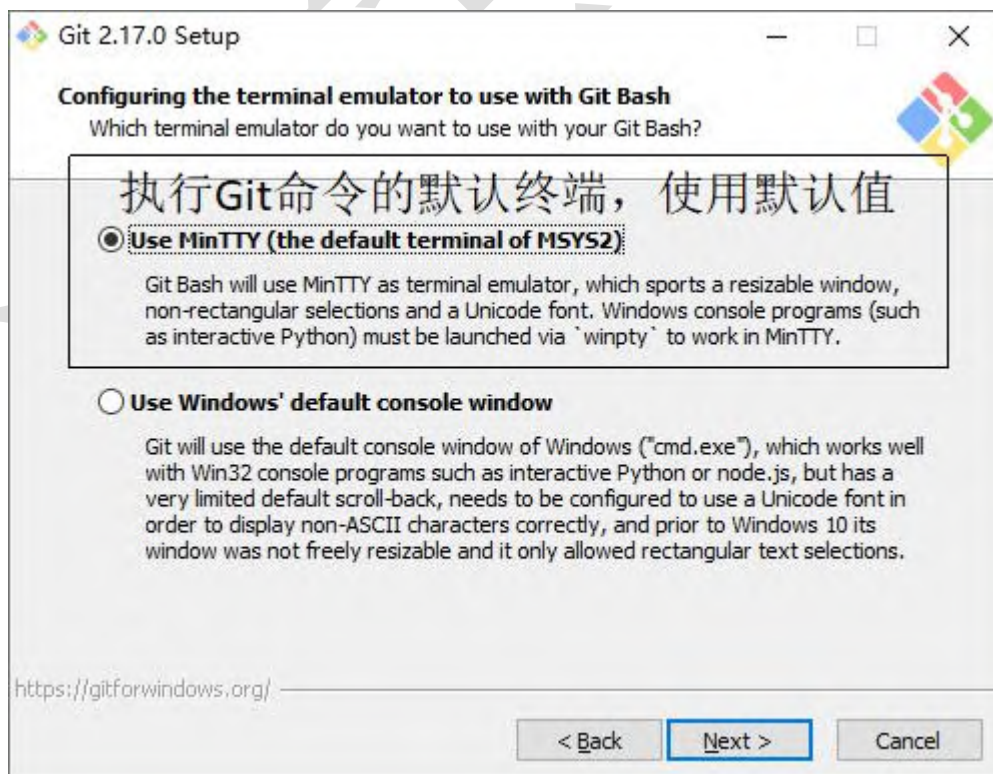 Git 2.17.0 Setup
Configuring the terminal emulator to use with Git Bash
Which terminal emulator do you want to use with your Git Bash?
执行Git命令的默认终端，使用默认值
Use MinTTY (the default terminal of MSYS2)
Git Bash will use MinTTY as terminal emulator, which sports a resizable window,
non-rectangular selections and a Unicode font. Windows console programs (such
as interactive Python) must be launched via `winpty` to work in MinTTY.
Use Windows' default console window
Git will use the default console window of Windows ("cmd.exe"), which works well
with Win32 console programs such as interactive Python or node.js, but has a
very limited default scroll-back, needs to be configured to use a Unicode font in
order to display non-ASCII characters correctly, and prior to Windows 10 its
window was not freely resizable and it only allowed rectangular text selections.
https://gitforwindows.org/
< Back
Next >
Cancel